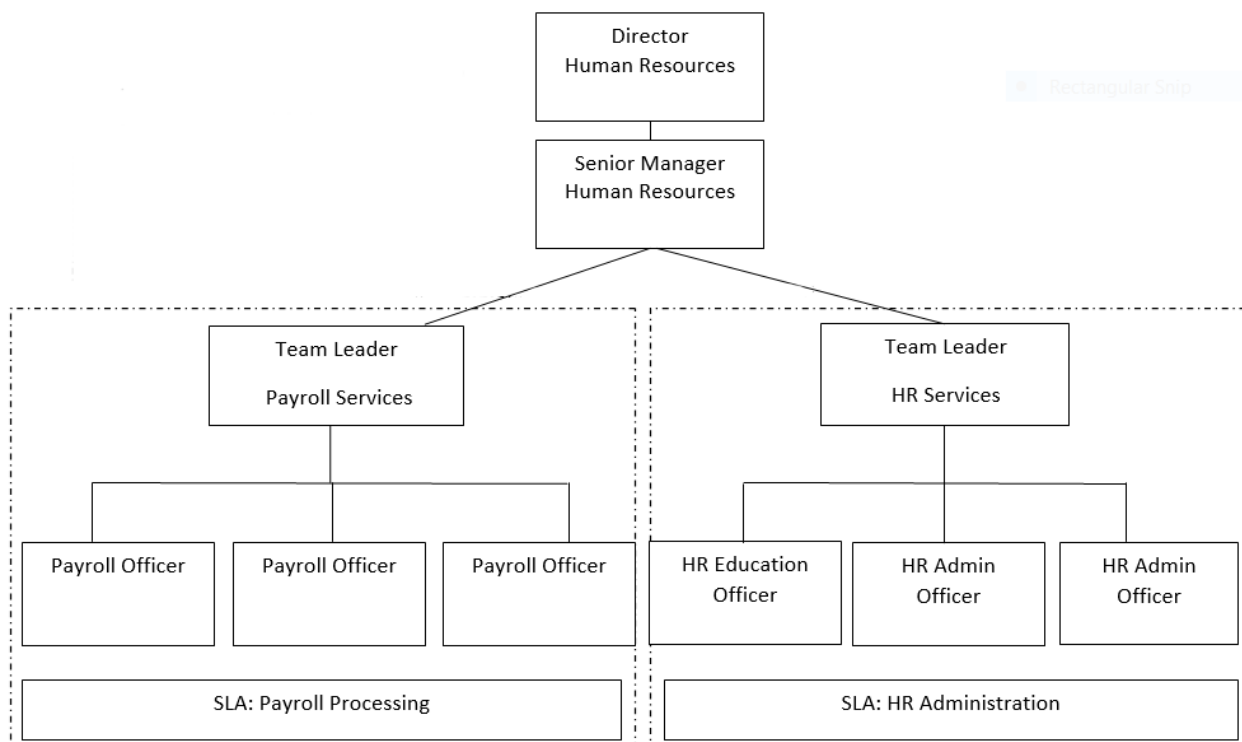 Director
Human Resources
Rectangular Snip
Senior Manager
Human Resources
Team Leader
Payroll Services
Team Leader
HR Services
Payroll Officer
Payroll Officer
Payroll Officer
HR Education
Officer
HR Admin
Officer
HR Admin
Officer
SLA: Payroll Processing
SLA: HR Administration